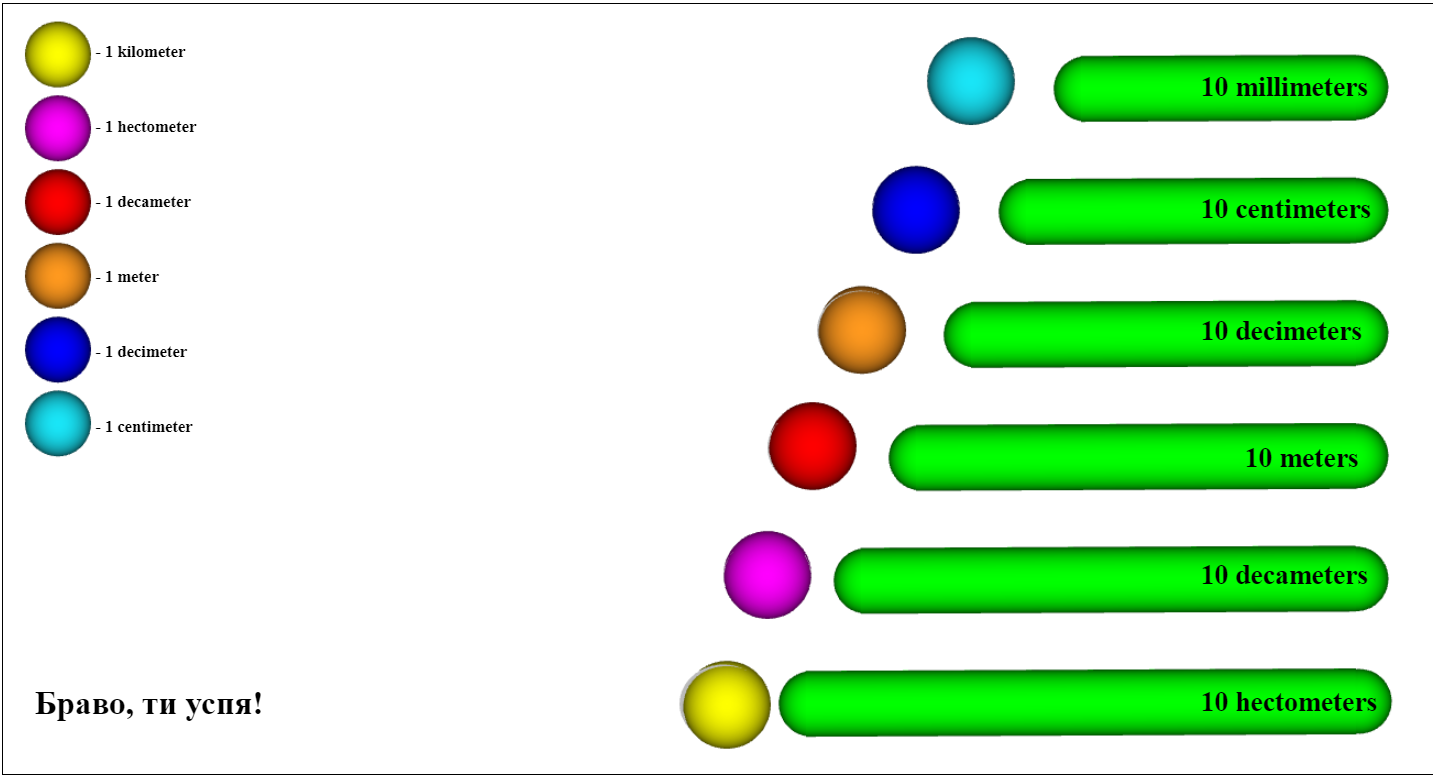 - 1 kilometer
- 1 hectometer
- 1 decameter
- 1 meter
- 1 decimeter
- 1 centimeter
10 millimeters
10 centimeters
10 decimeters
10 meters
10 decameters
10 hectometers
Браво, ти успя!